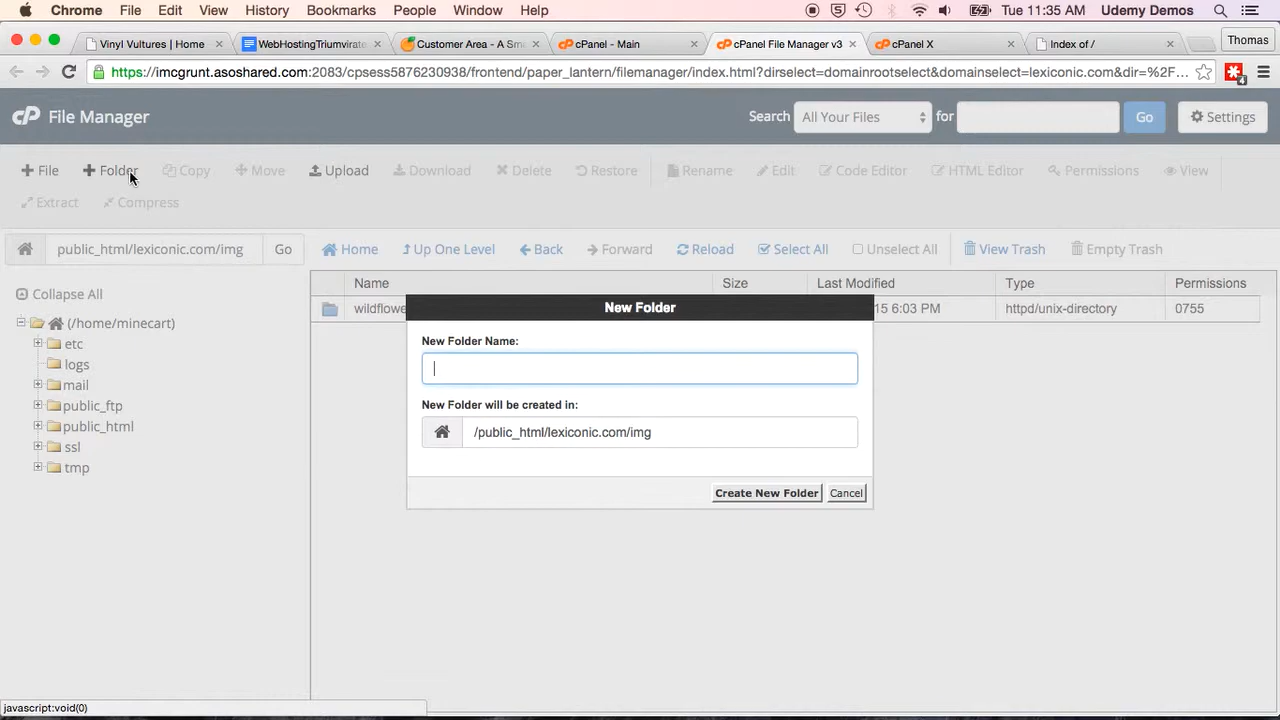 Chrome File Edit View History Bookmarks People Window Help Tue 11:35 AM Udemy Demos
Vinyl Vultures | Home × WebHostingTriumvirate × Customer Area - A Sma × cPanel - Main × cPanel File Manager v3 × cPanel X × Index of / × Thomas
https://imcgrunt.asoshared.com:2083/cpsess5876230958/frontend/paper_lantern/filemanager/index.html?dirselect=domainrootselect&domainselect=lexiconic.com&dir=%2F... 4
cP File Manager Search All Your Files for Go Settings
+ File + Folder Copy Move Upload Download Delete Restore Rename Edit Code Editor HTML Editor Permissions View
Extract Compress
public_html/lexiconic.com/img Go Home Up One Level Back Forward Reload Select All Unselect All View Trash Empty Trash
Collapse All
Name Size Last Modified Type Permissions
wildflowe 15 6:03 PM httpd/unix-directory 0755
(/home/minecart)
etc
logs
mail
public_ftp
public_html
ssl
tmp
New Folder
New Folder Name:
New Folder will be created in:
/public_html/lexiconic.com/img
Create New Folder Cancel
javascript:void(0)